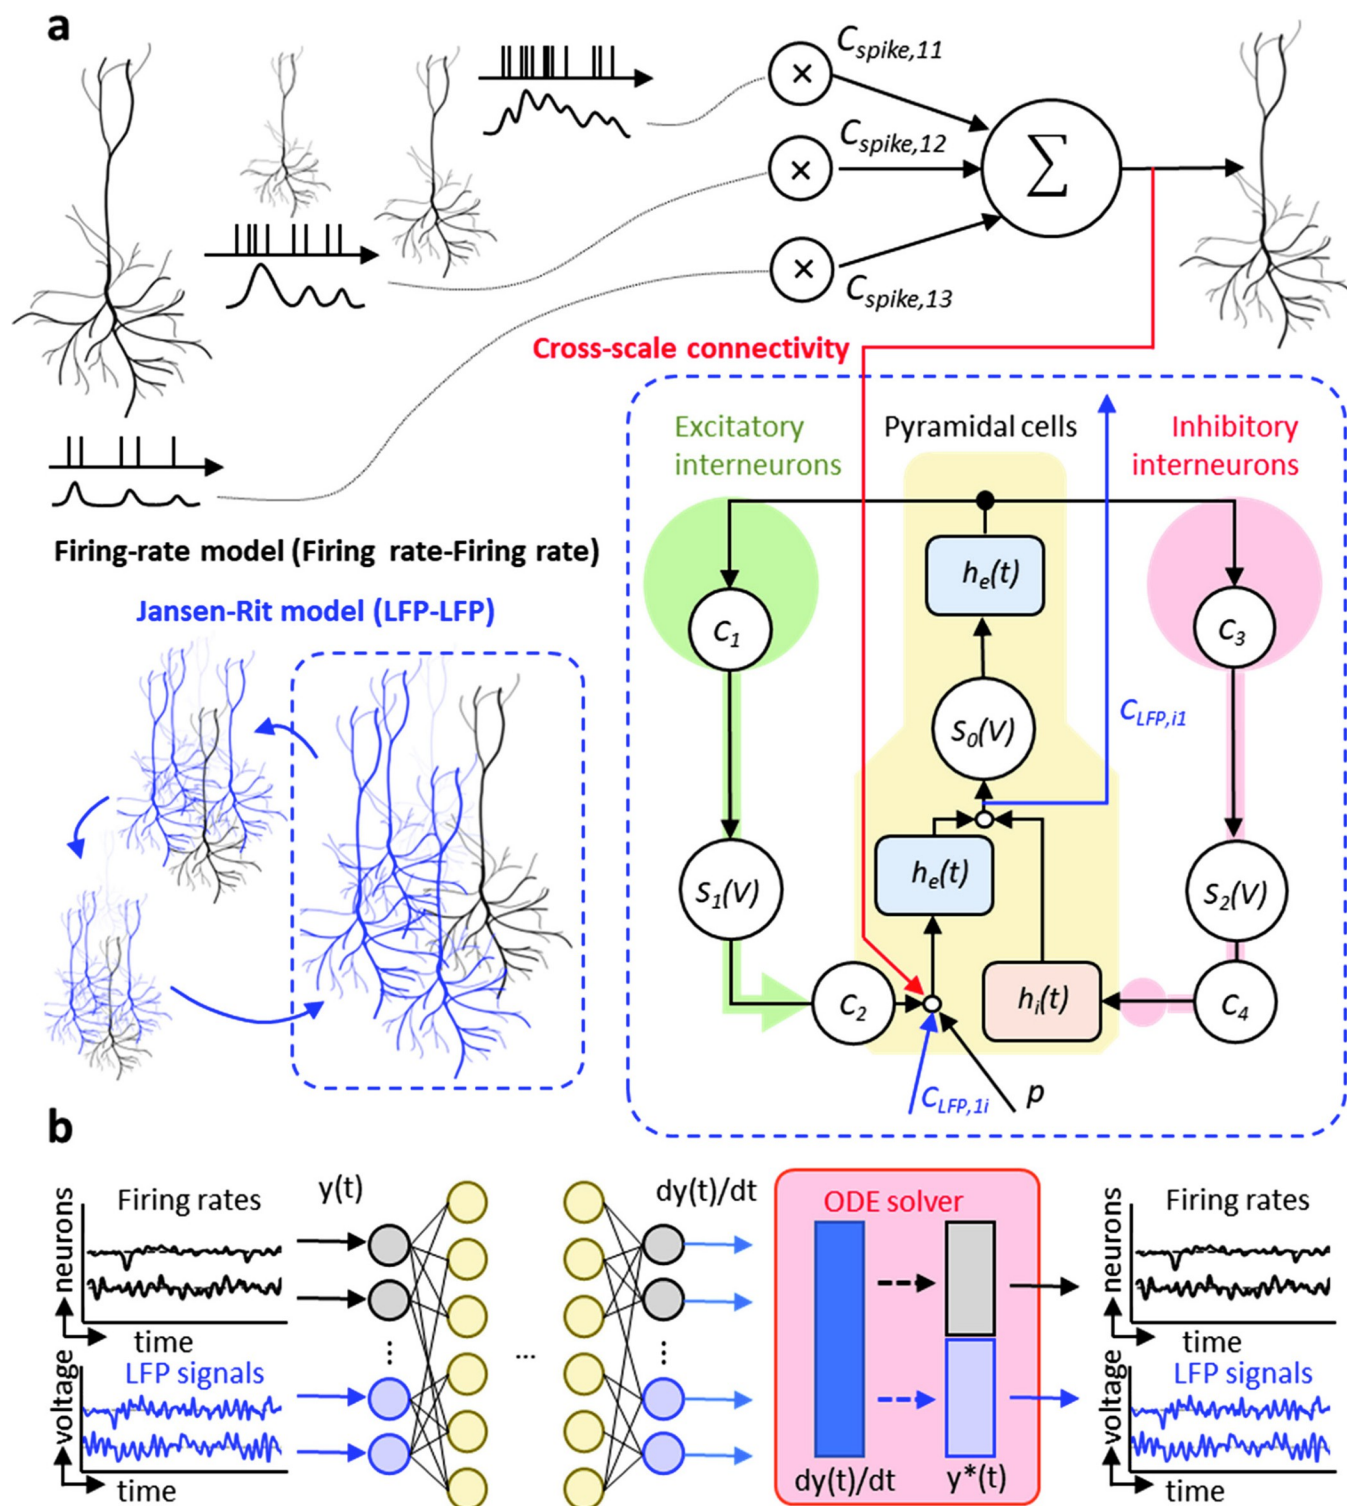 a
C_spike,11
C_spike,12
C_spike,13
×
×
×
∑
Cross-scale connectivity
Excitatory
interneurons
Pyramidal cells
Inhibitory
interneurons
Firing-rate model (Firing rate-Firing rate)
Jansen-Rit model (LFP-LFP)
h_e(t)
C_1
C_3
S_0(V)
C_LFP,i1
h_e(t)
S_1(V)
S_2(V)
C_2
h_i(t)
C_4
C_LFP,1i
p
b
Firing rates
neurons
time
LFP signals
voltage
time
y(t)
...
...
dy(t)/dt
...
ODE solver
dy(t)/dt
y*(t)
Firing rates
neurons
time
LFP signals
voltage
time